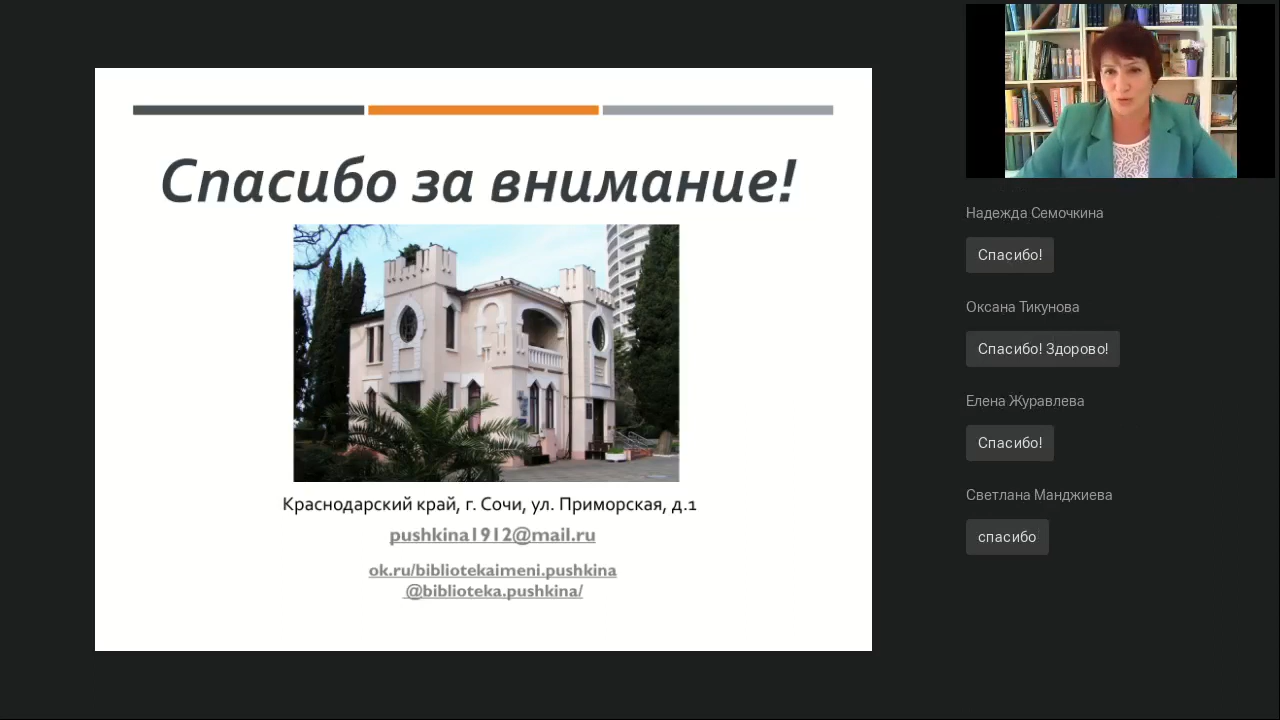 Спасибо за внимание!
Краснодарский край, г. Сочи, ул. Приморская, д.1
pushkina1912@mail.ru
ok.ru/bibliotekaimeni.pushkina
@biblioteka.pushkina/
Надежда Семочкина
Спасибо!
Оксана Тикунова
Спасибо! Здорово!
Елена Журавлева
Спасибо!
Светлана Манджиева
спасибо